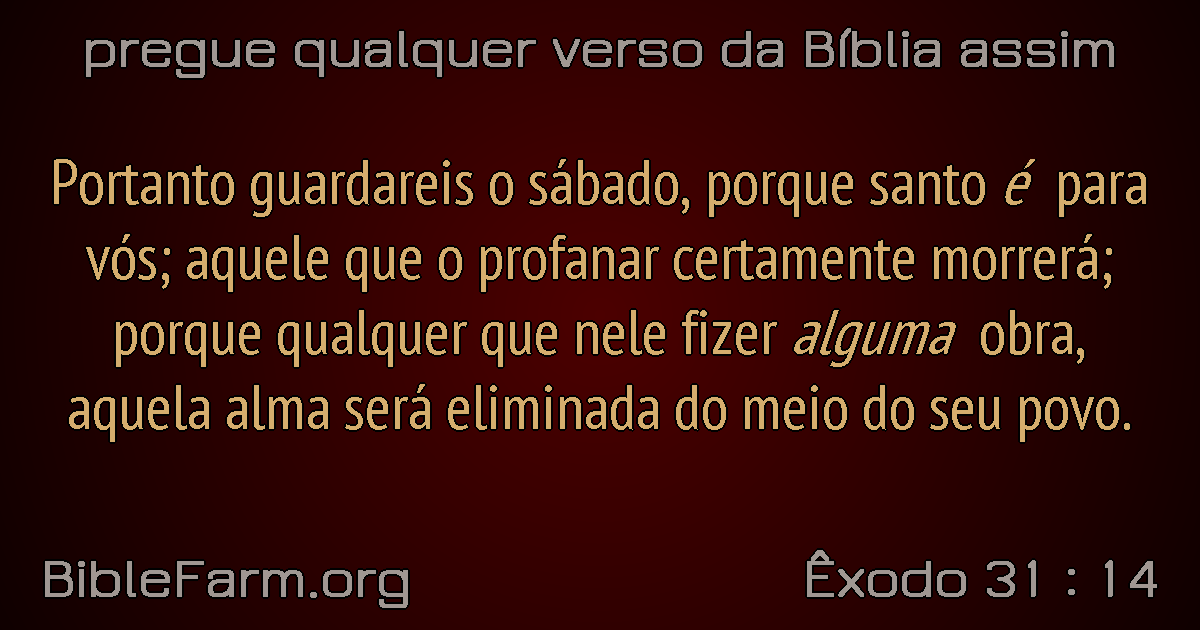 pregue qualquer verso da Bíblia assim
Portanto guardareis o sábado, porque santo é para
vós; aquele que o profanar certamente morrerá;
porque qualquer que nele fizer alguma obra,
aquela alma será eliminada do meio do seu povo.
BibleFarm.org
Êxodo 31 : 14